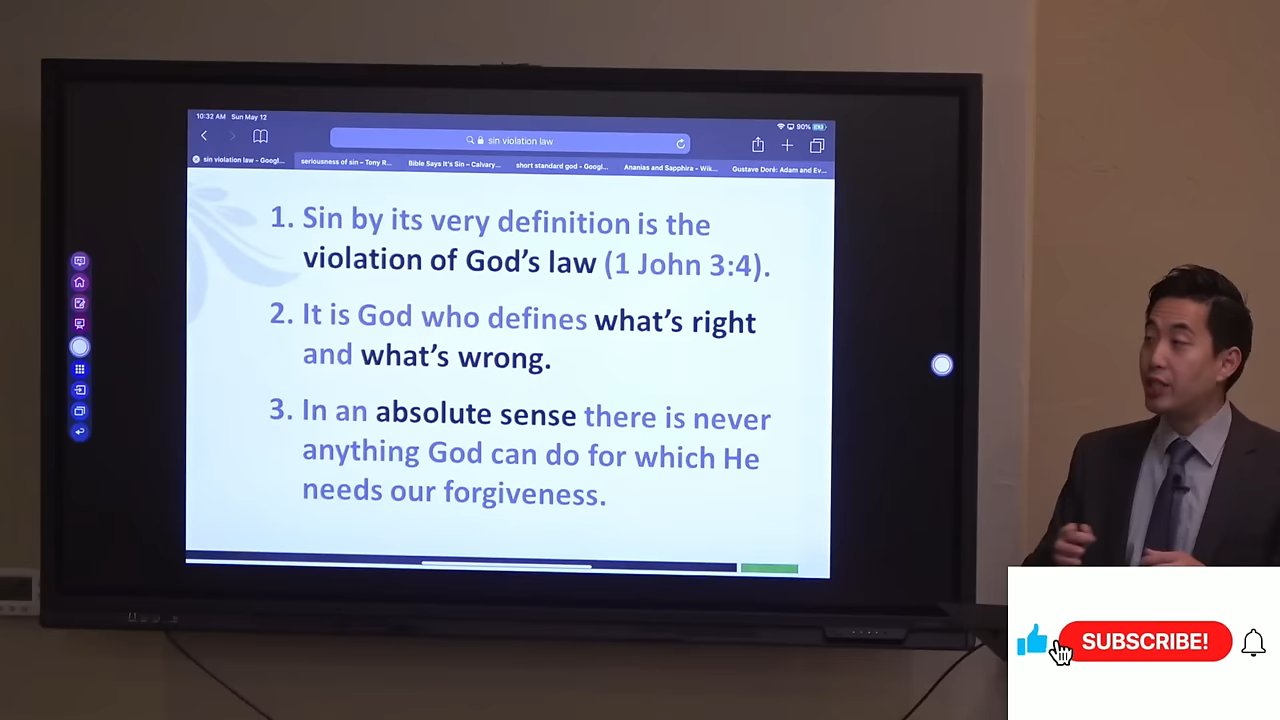 10:32 AM Sun May 12
90%
sin violation law
sin violation law – Googl...
seriousness of sin – Tony R...
Bible Says It's Sin – Calvary...
short standard god – Googl...
Ananias and Sapphira – Wik...
Gustave Doré: Adam and Ev...
1. Sin by its very definition is the
violation of God's law (1 John 3:4).
2. It is God who defines what's right
and what's wrong.
3. In an absolute sense there is never
anything God can do for which He
needs our forgiveness.
SUBSCRIBE!